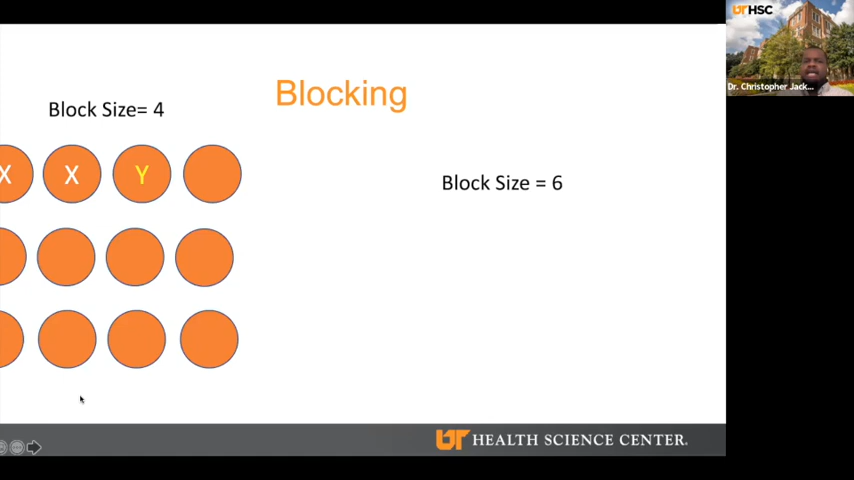 UTHSC
Dr. Christopher Jack...
Blocking
Block Size= 4
X X Y
Block Size = 6
UT HEALTH SCIENCE CENTER.